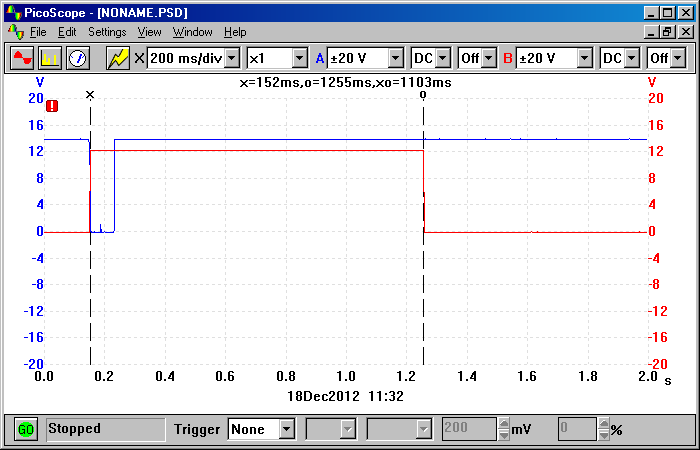 PicoScope - [NONAME.PSD]
File Edit Settings View Window Help
X 200 ms/div x1 A ±20 V DC Off B ±20 V DC Off
V x=152ms,o=1255ms,xo=1103ms V
20 x o 20
16 16
12 12
8 8
4 4
0 0
-4 -4
-8 -8
-12 -12
-16 -16
-20 -20
0.0 0.2 0.4 0.6 0.8 1.0 1.2 1.4 1.6 1.8 2.0 s
18Dec2012 11:32
GO Stopped Trigger None 200 mV 0 %